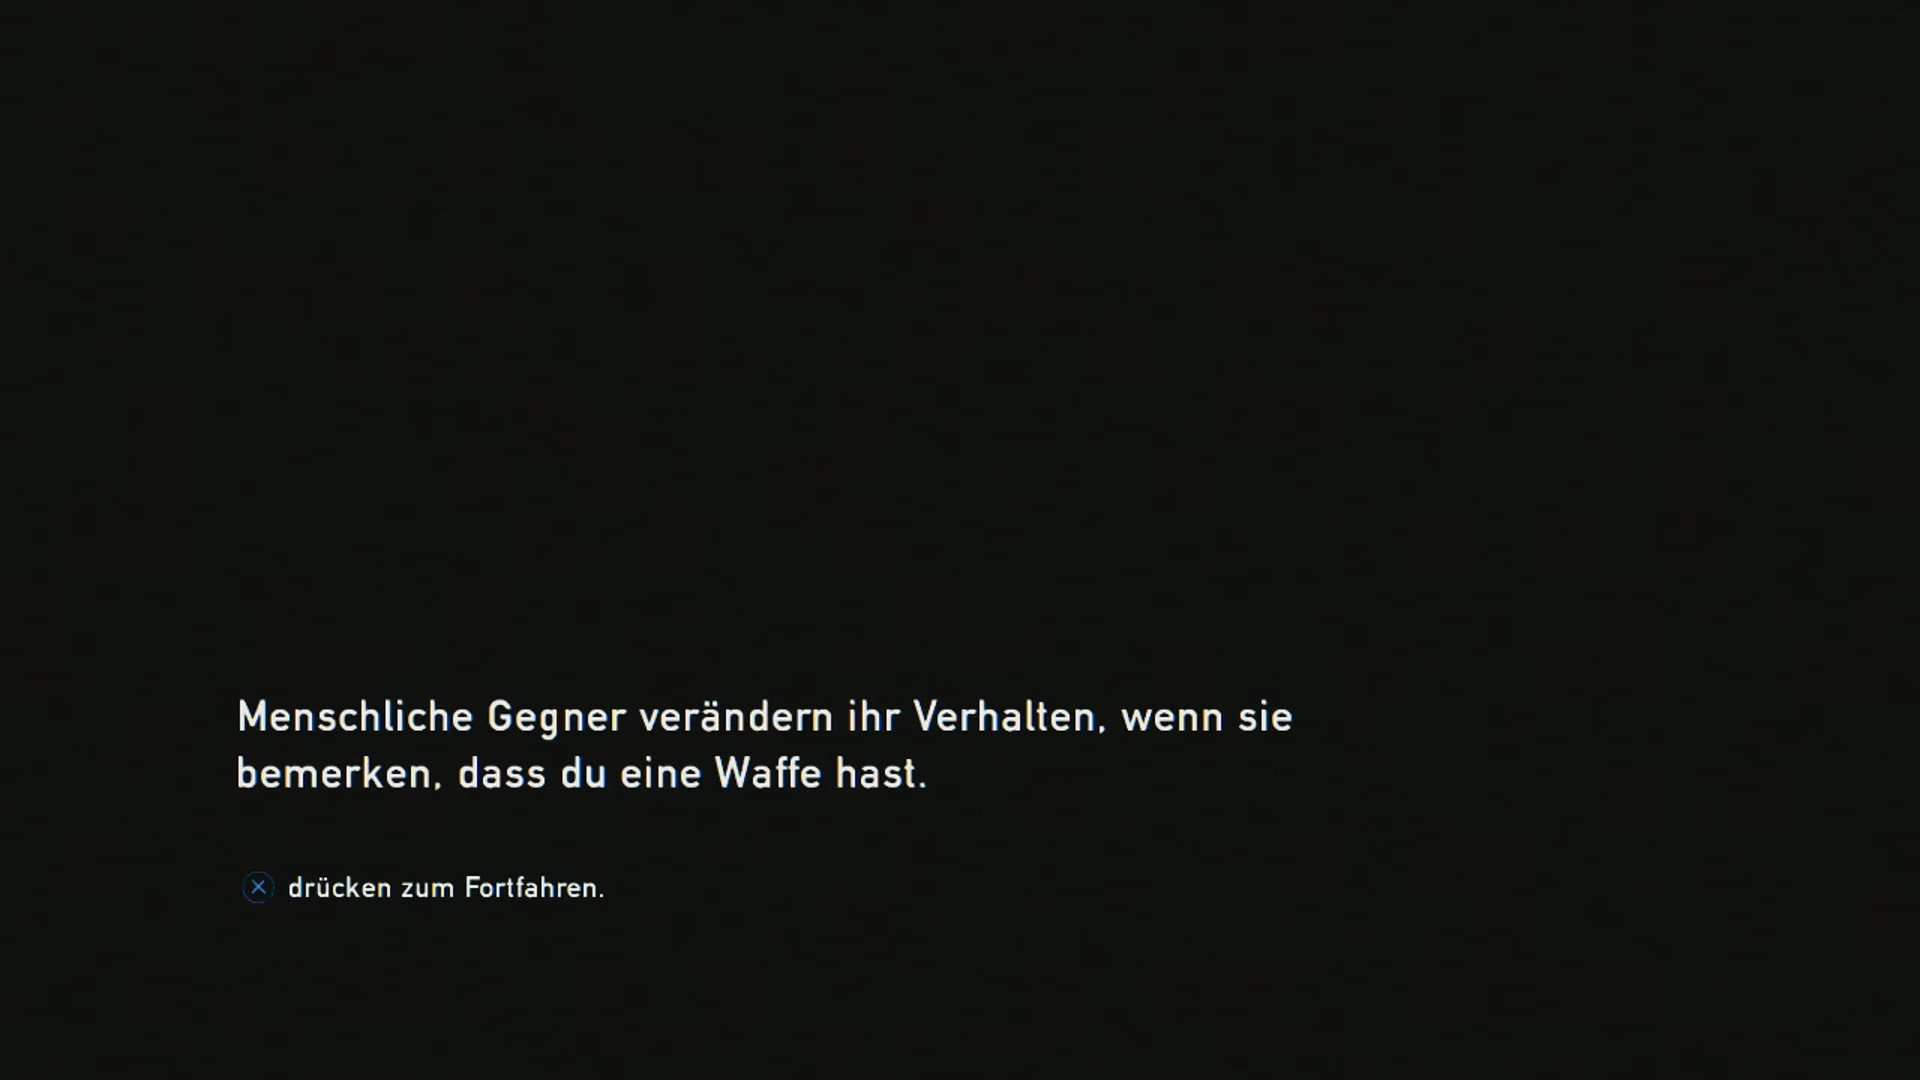 Menschliche Gegner verändern ihr Verhalten, wenn sie
bemerken, dass du eine Waffe hast.
drücken zum Fortfahren.